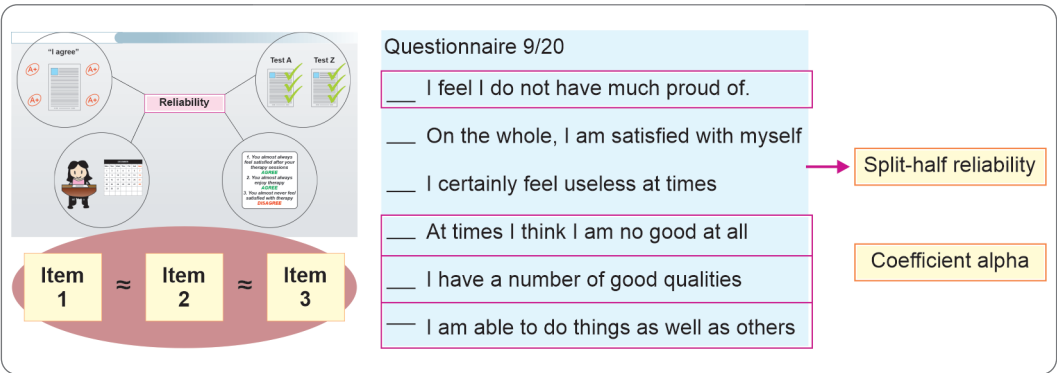 "I agree"
A+
A+
A+
A+
Test A
Test Z
Reliability
1. You almost always
feel satisfied after your
therapy sessions
AGREE
2. You almost always
enjoy therapy
AGREE
3. You almost never feel
satisfied with therapy
DISAGREE
Item
1
≈
Item
2
≈
Item
3
Questionnaire 9/20
___ I feel I do not have much proud of.
___ On the whole, I am satisfied with myself
___ I certainly feel useless at times
___ At times I think I am no good at all
___ I have a number of good qualities
___ I am able to do things as well as others
Split-half reliability
Coefficient alpha